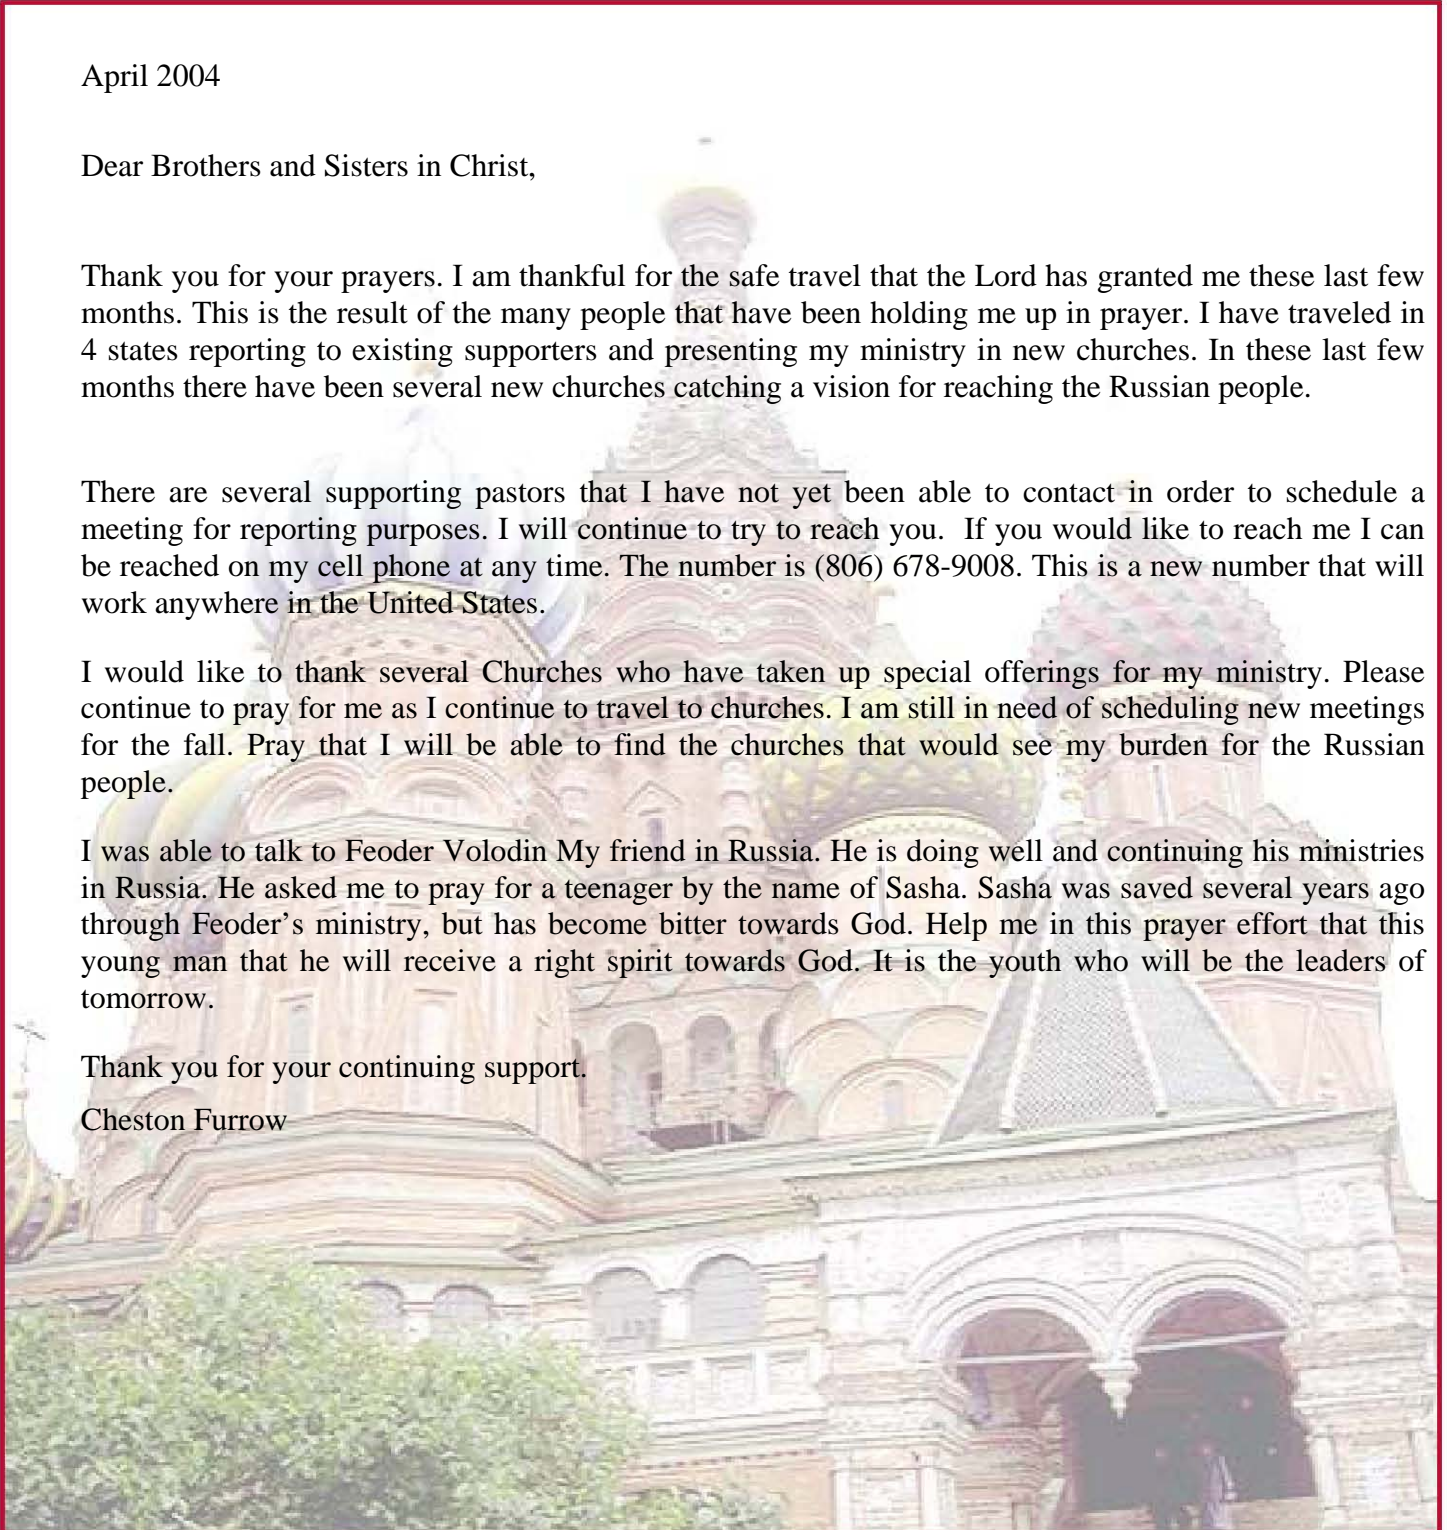 April 2004
Dear Brothers and Sisters in Christ,
Thank you for your prayers. I am thankful for the safe travel that the Lord has granted me these last few
months. This is the result of the many people that have been holding me up in prayer. I have traveled in
4 states reporting to existing supporters and presenting my ministry in new churches. In these last few
months there have been several new churches catching a vision for reaching the Russian people.
There are several supporting pastors that I have not yet been able to contact in order to schedule a
meeting for reporting purposes. I will continue to try to reach you.  If you would like to reach me I can
be reached on my cell phone at any time. The number is (806) 678-9008. This is a new number that will
work anywhere in the United States.
I would like to thank several Churches who have taken up special offerings for my ministry. Please
continue to pray for me as I continue to travel to churches. I am still in need of scheduling new meetings
for the fall. Pray that I will be able to find the churches that would see my burden for the Russian
people.
I was able to talk to Feoder Volodin My friend in Russia. He is doing well and continuing his ministries
in Russia. He asked me to pray for a teenager by the name of Sasha. Sasha was saved several years ago
through Feoder’s ministry, but has become bitter towards God. Help me in this prayer effort that this
young man that he will receive a right spirit towards God. It is the youth who will be the leaders of
tomorrow.
Thank you for your continuing support.
Cheston Furrow